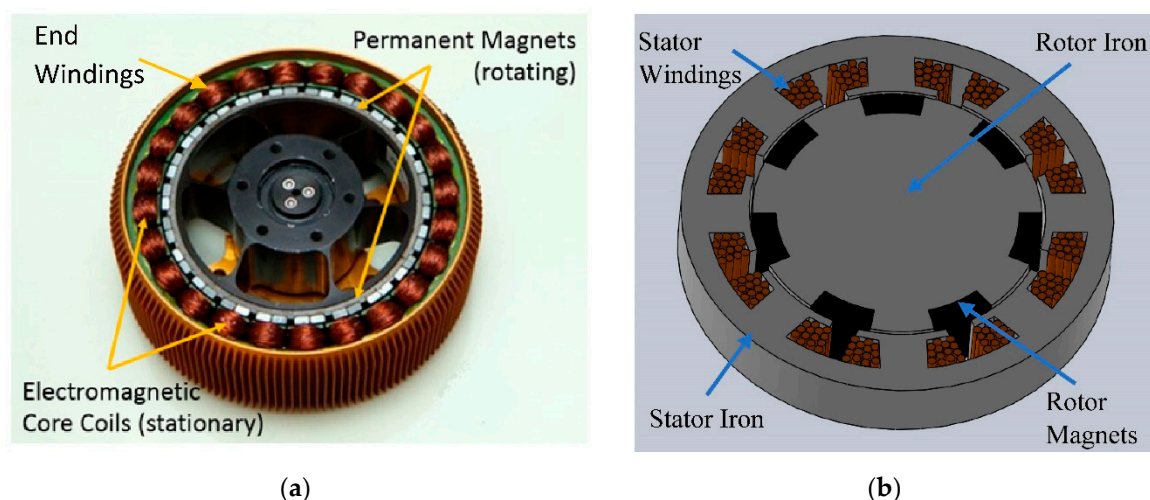 End
Windings
Permanent Magnets
(rotating)
Electromagnetic
Core Coils (stationary)
(a)
Stator
Windings
Rotor Iron
Stator Iron
Rotor
Magnets
(b)